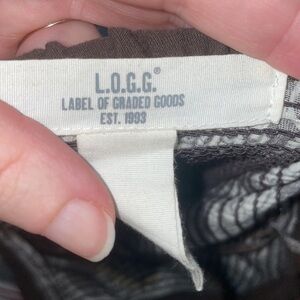 L.O.G.G.®
LABEL OF GRADED GOODS
EST. 1993